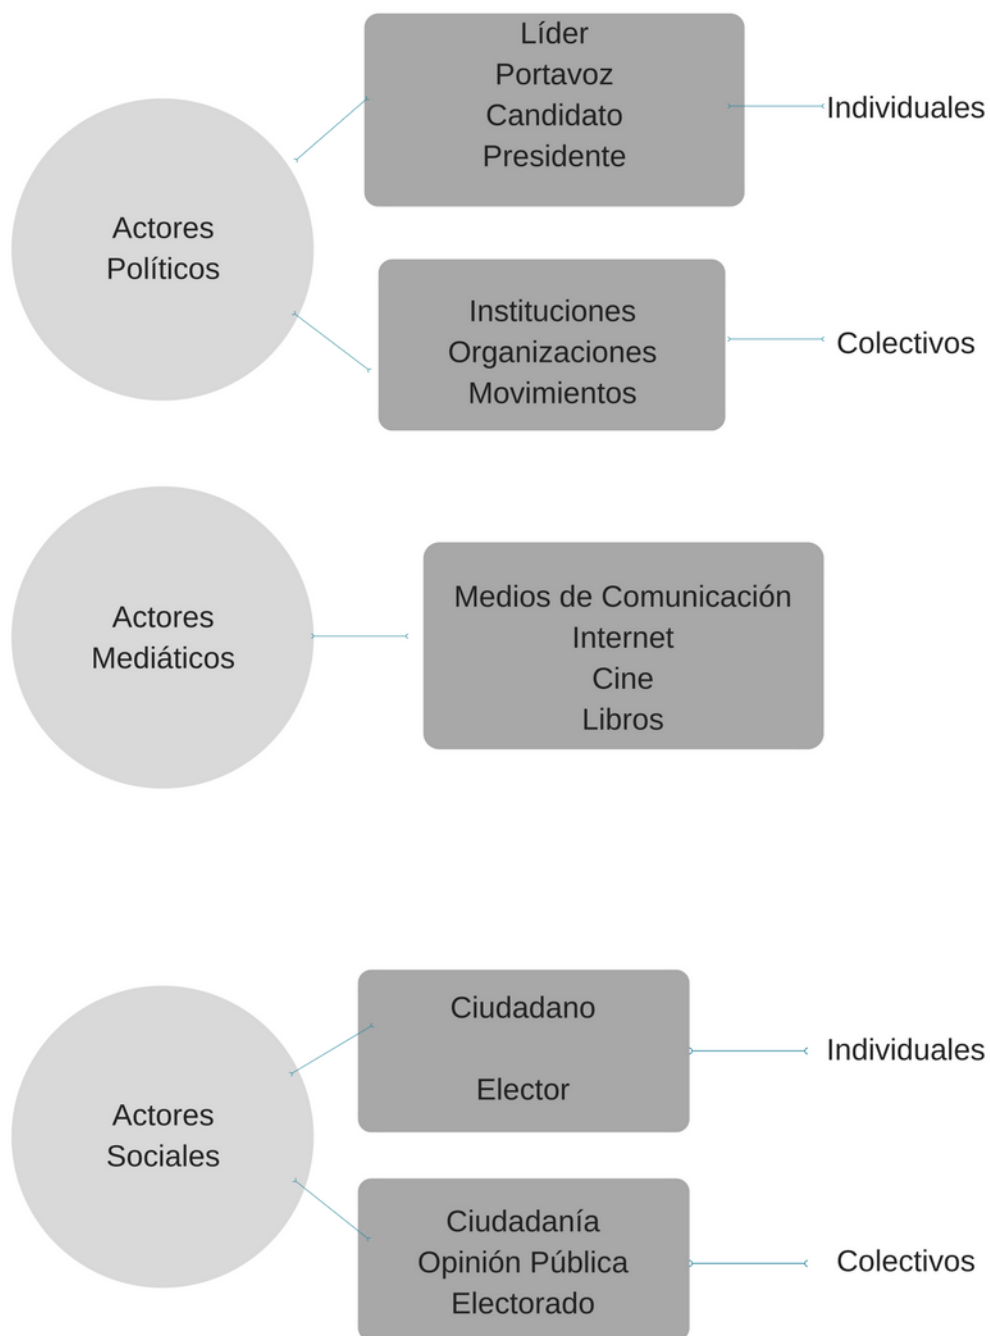 Líder
Portavoz
Candidato
Presidente
Individuales
Actores
Políticos
Instituciones
Organizaciones
Movimientos
Colectivos
Actores
Mediáticos
Medios de Comunicación
Internet
Cine
Libros
Ciudadano
Elector
Individuales
Actores
Sociales
Ciudadanía
Opinión Pública
Electorado
Colectivos